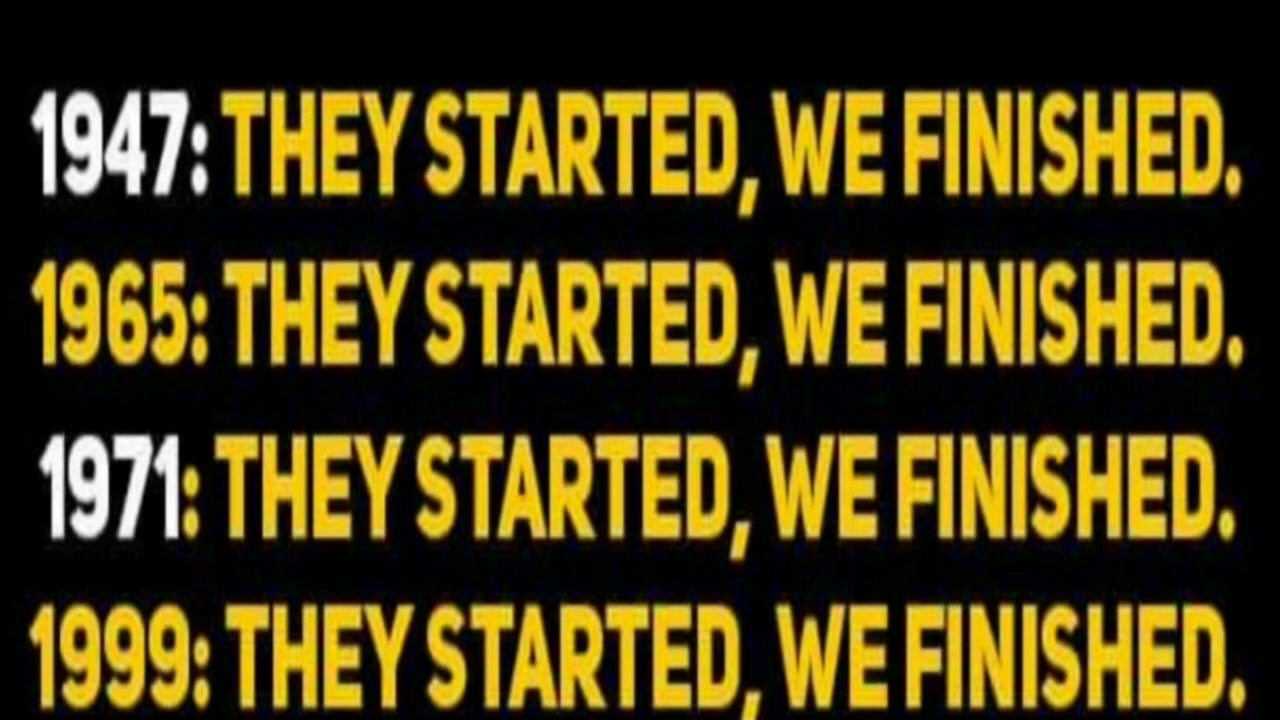 1947: THEY STARTED, WE FINISHED.
1965: THEY STARTED, WE FINISHED.
1971: THEY STARTED, WE FINISHED.
1999: THEY STARTED, WE FINISHED.